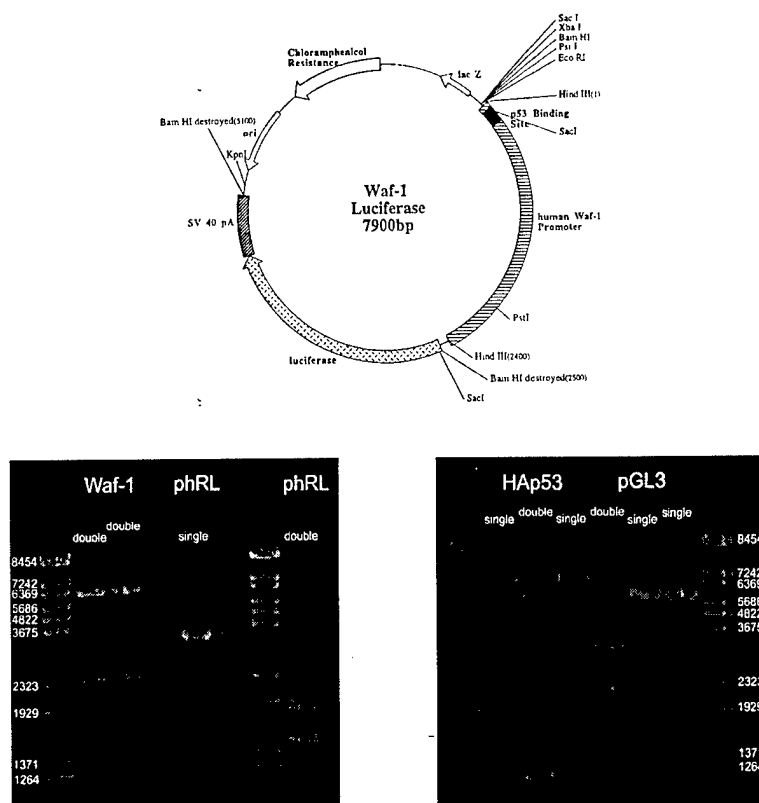 Sac I
Xba I
Bam HI
Pst I
Eco RI
Chloramphenicol
Resistance
lac Z
Hind III(1)
p53 Binding
Site
SacI
Bam HI destroyed(5100)
ori
KpnI
Waf-1
Luciferase
7900bp
SV 40 pA
human Waf-1
Promoter
PstI
Hind III(2400)
luciferase
Bam HI destroyed(2500)
SacI
Waf-1 phRL phRL
double double single double
8454
7242
6369
5686
4822
3675
2323
1929
1371
1264
HAp53 pGL3
single double single double single single
8454
7242
6369
5686
4822
3675
2323
1929
1371
1264